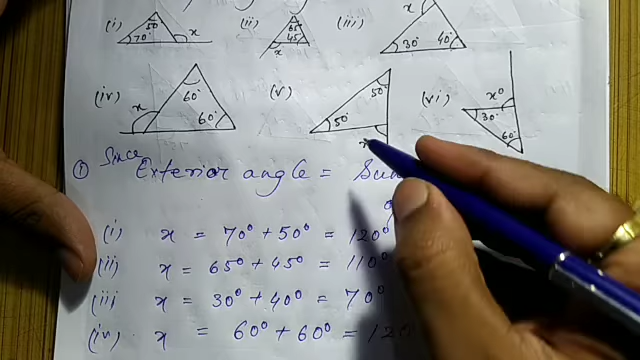 (i) 50° 70° x (ii) 65° 45° x (iii) x 30° 40°
(iv) x 60° 60° (v) 50° 50° x (vi) x° 30° 60°
① Since Exterior angle = Sum
(i) x = 70° + 50° = 120°
(ii) x = 65° + 45° = 110°
(iii) x = 30° + 40° = 70°
(iv) x = 60° + 60° = 120